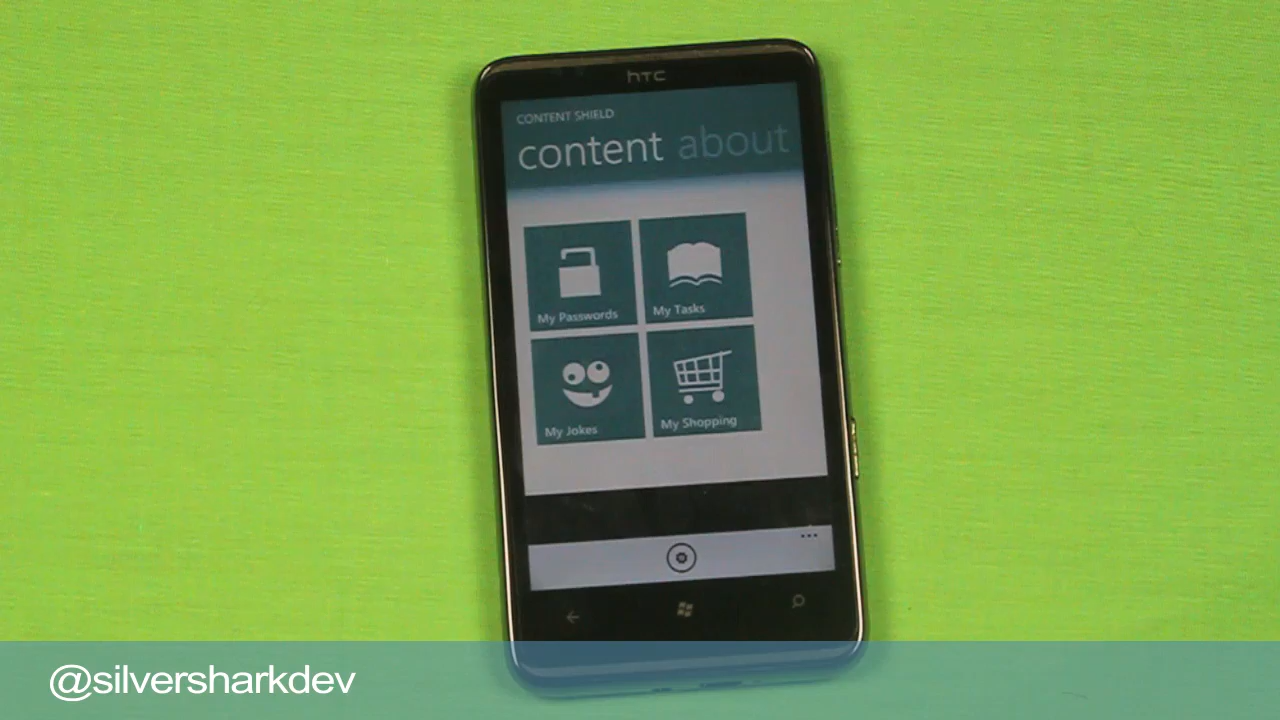 hTC
CONTENT SHIELD
content about
My Passwords
My Tasks
My Jokes
My Shopping
@silversharkdev